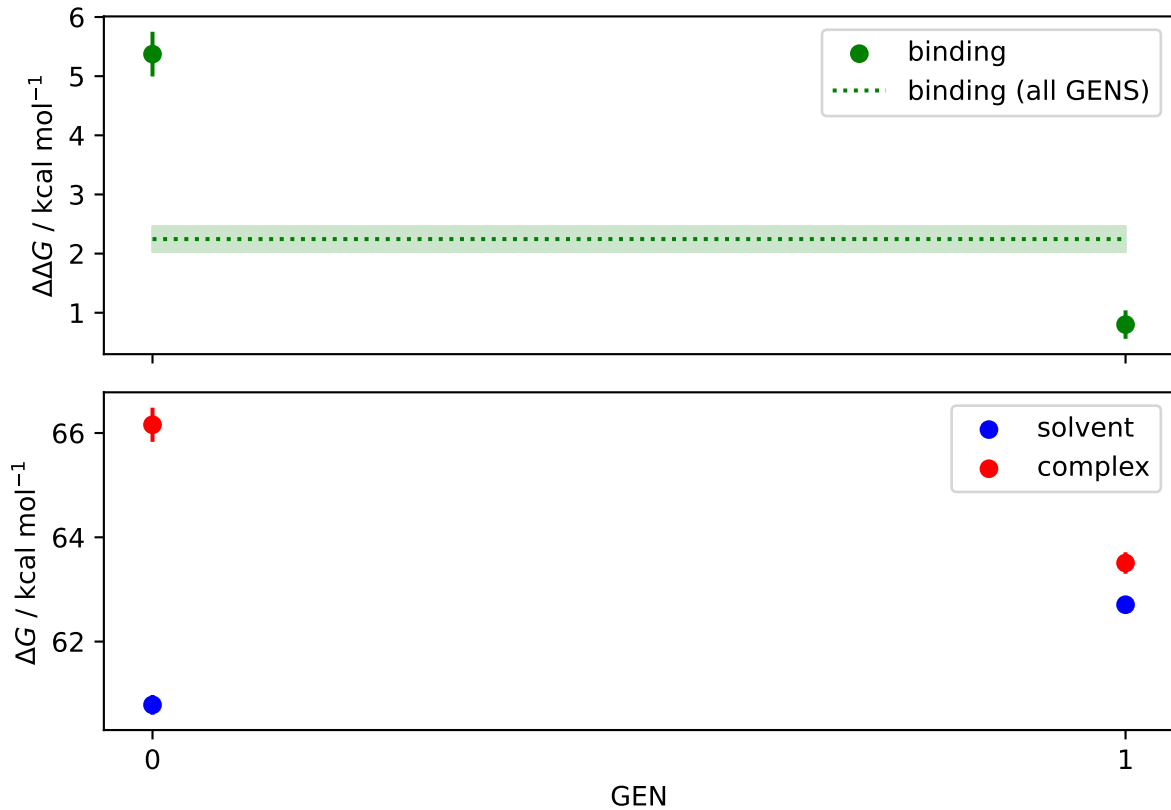 6
5
4
3
2
1
ΔΔG / kcal mol⁻¹
binding
binding (all GENS)
66
64
62
ΔG / kcal mol⁻¹
solvent
complex
0
1
GEN